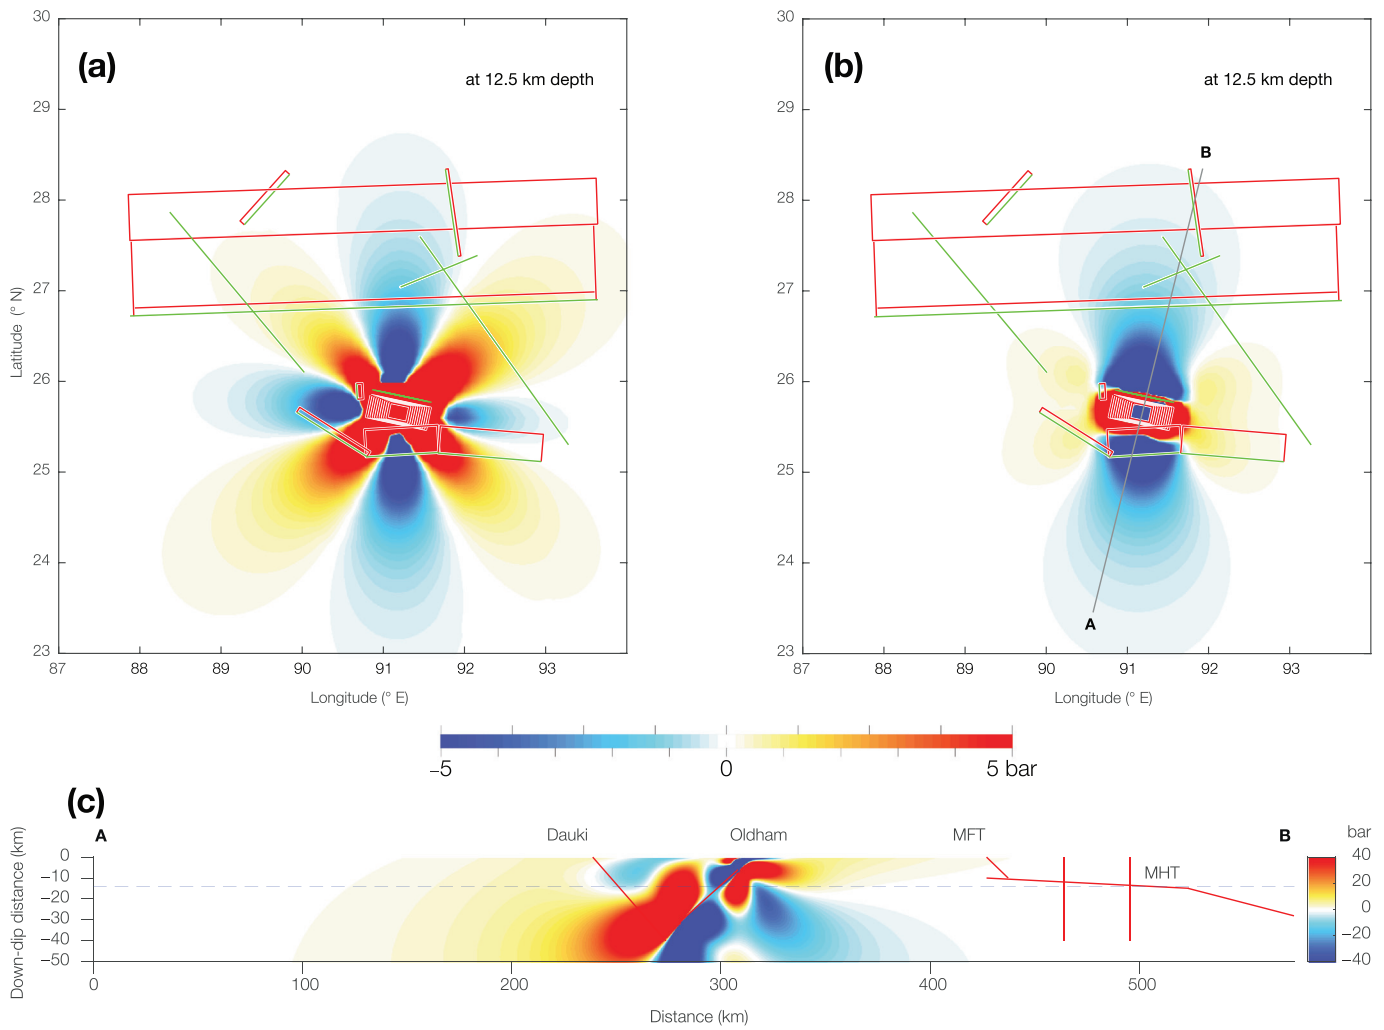 30
(a)
at 12.5 km depth
29
28
27
Latitude (° N)
26
25
24
23
87
88
89
90
91
92
93
Longitude (° E)
30
(b)
at 12.5 km depth
29
B
28
27
26
25
24
A
23
87
88
89
90
91
92
93
Longitude (° E)
−5
0
5 bar
(c)
A
Dauki
Oldham
MFT
B
bar
MHT
Down-dip distance (km)
0
−10
−20
−30
−40
−50
40
20
0
−20
−40
0
100
200
300
400
500
Distance (km)